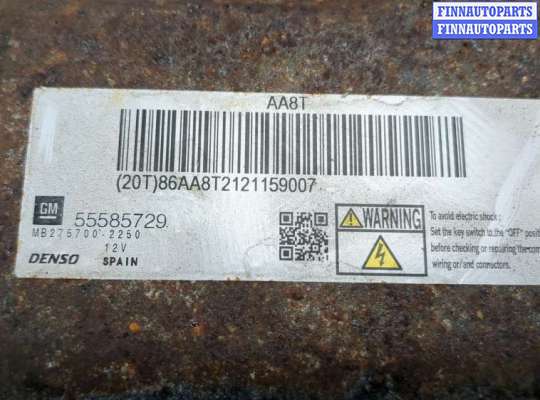 FINNAUTOPARTS
FINNAUTOPARTS
AA8T
(20T)86AA8T2121159007
GM
55585729
MB275700-2250
12V
DENSO SPAIN
WARNING
To avoid electric shock:
Set the key switch to the "OFF" position
before checking or repairing the
wiring or/and connectors.